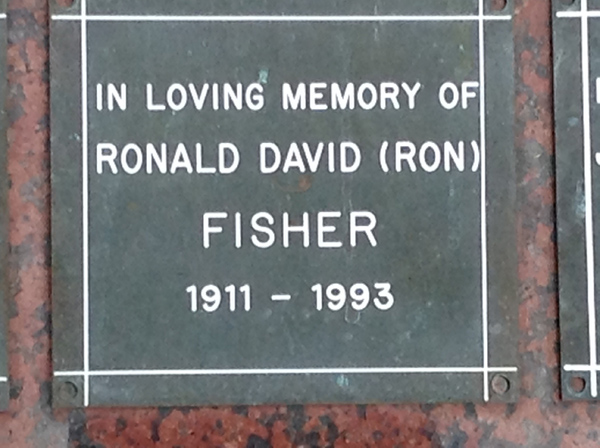 IN LOVING MEMORY OF
RONALD DAVID (RON)
FISHER
1911 - 1993